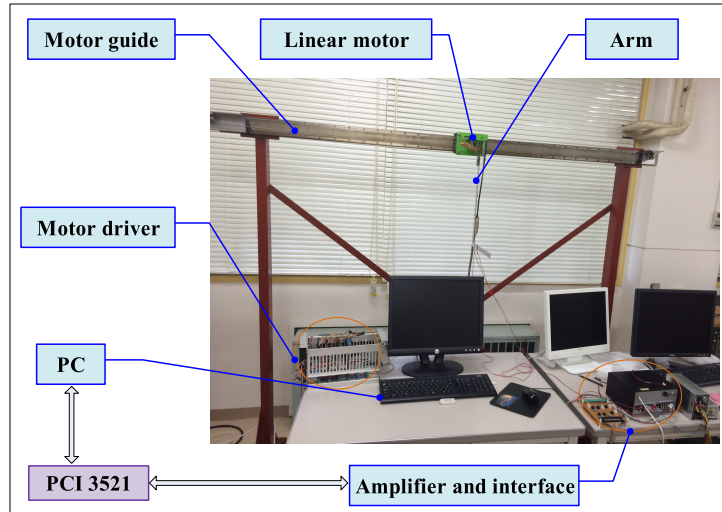 Motor guide
Linear motor
Arm
Motor driver
PC
PCI 3521
Amplifier and interface